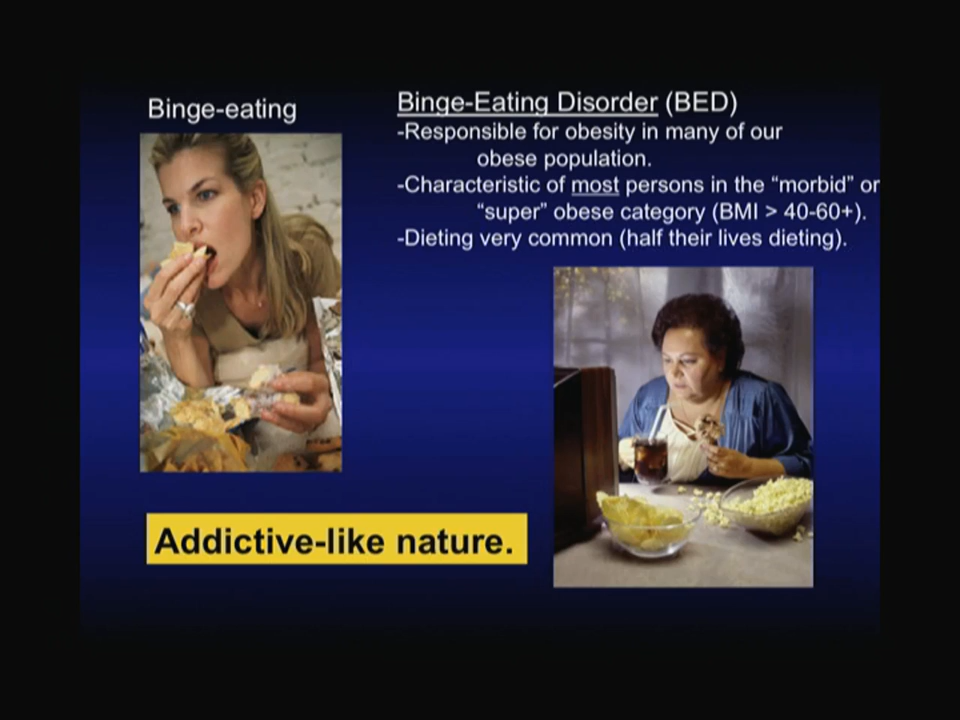 Binge-eating
Binge-Eating Disorder (BED)
-Responsible for obesity in many of our
obese population.
-Characteristic of most persons in the “morbid” or
“super” obese category (BMI > 40-60+).
-Dieting very common (half their lives dieting).
Addictive-like nature.